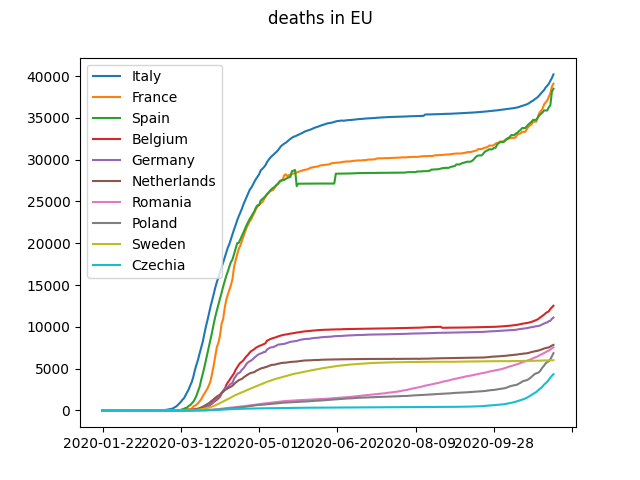 deaths in EU
40000
35000
30000
25000
20000
15000
10000
5000
0
Italy
France
Spain
Belgium
Germany
Netherlands
Romania
Poland
Sweden
Czechia
2020-01-22 2020-03-12 2020-05-01 2020-06-20 2020-08-09 2020-09-28